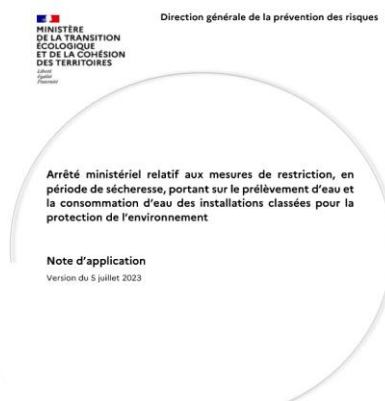 Direction générale de la prévention des risques
MINISTÈRE
DE LA TRANSITION
ÉCOLOGIQUE
ET DE LA COHÉSION
DES TERRITOIRES
Liberté
Égalité
Fraternité
Arrêté ministériel relatif aux mesures de restriction, en
période de sécheresse, portant sur le prélèvement d'eau et
la consommation d'eau des installations classées pour la
protection de l'environnement
Note d'application
Version du 5 juillet 2023